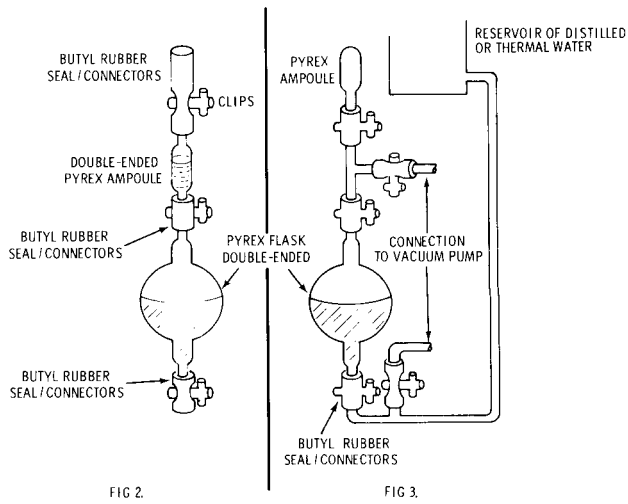 BUTYL RUBBER
SEAL/CONNECTORS
CLIPS
DOUBLE-ENDED
PYREX AMPOULE
BUTYL RUBBER
SEAL/CONNECTORS
PYREX FLASK
DOUBLE-ENDED
BUTYL RUBBER
SEAL/CONNECTORS
FIG 2.
RESERVOIR OF DISTILLED
OR THERMAL WATER
PYREX
AMPOULE
CONNECTION
TO VACUUM PUMP
BUTYL RUBBER
SEAL/CONNECTORS
FIG 3.